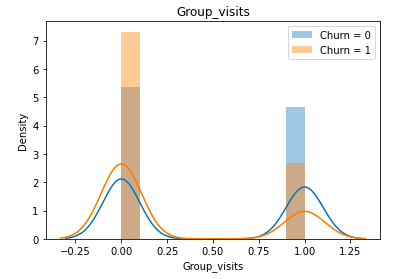 Group_visits
Churn = 0
Churn = 1
Density
7
6
5
4
3
2
1
0
−0.25 0.00 0.25 0.50 0.75 1.00 1.25
Group_visits